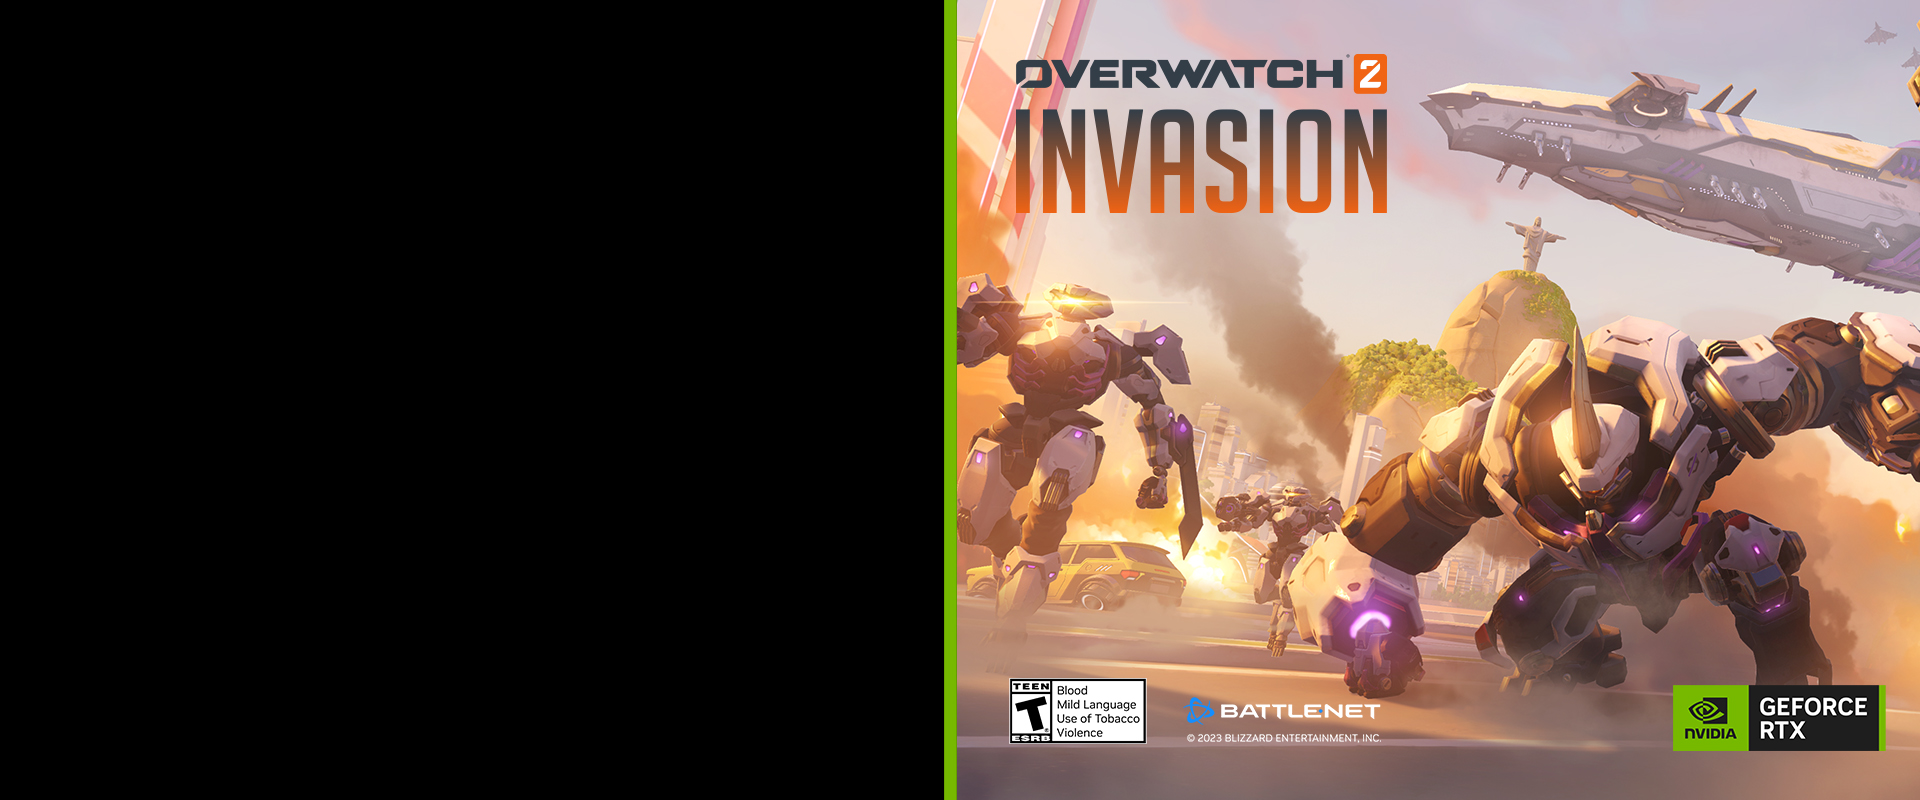 OVERWATCH 2
INVASION
TEEN
T
ESRB
Blood
Mild Language
Use of Tobacco
Violence
BATTLE.NET
© 2023 BLIZZARD ENTERTAINMENT, INC.
NVIDIA
GEFORCE
RTX